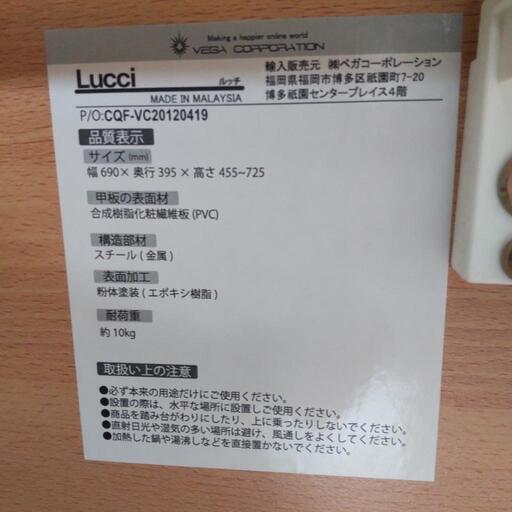 Making a happier online world
VEGA CORPORATION
Lucci ルッチ
MADE IN MALAYSIA
輸入販売元 ㈱ベガコーポレーション
福岡県福岡市博多区祇園町7-20
博多祇園センタープレイス4階
P/O:CQF-VC20120419
品質表示
サイズ(mm)
幅 690× 奥行 395 × 高さ 455~725
甲板の表面材
合成樹脂化粧繊維板 (PVC)
構造部材
スチール ( 金属 )
表面加工
粉体塗装 ( エポキシ樹脂 )
耐荷重
約 10kg
取扱い上の注意
●必ず本来の用途だけにご使用ください。
●設置の際は、水平な場所に設置しご使用ください。
●商品を踏み台がわりにしたり、上に乗ったりしないでください。
●直射日光や湿気の多い場所は避け、風通しをよくしてください。
●加熱した鍋や湯沸しなどを直接置かないでください。